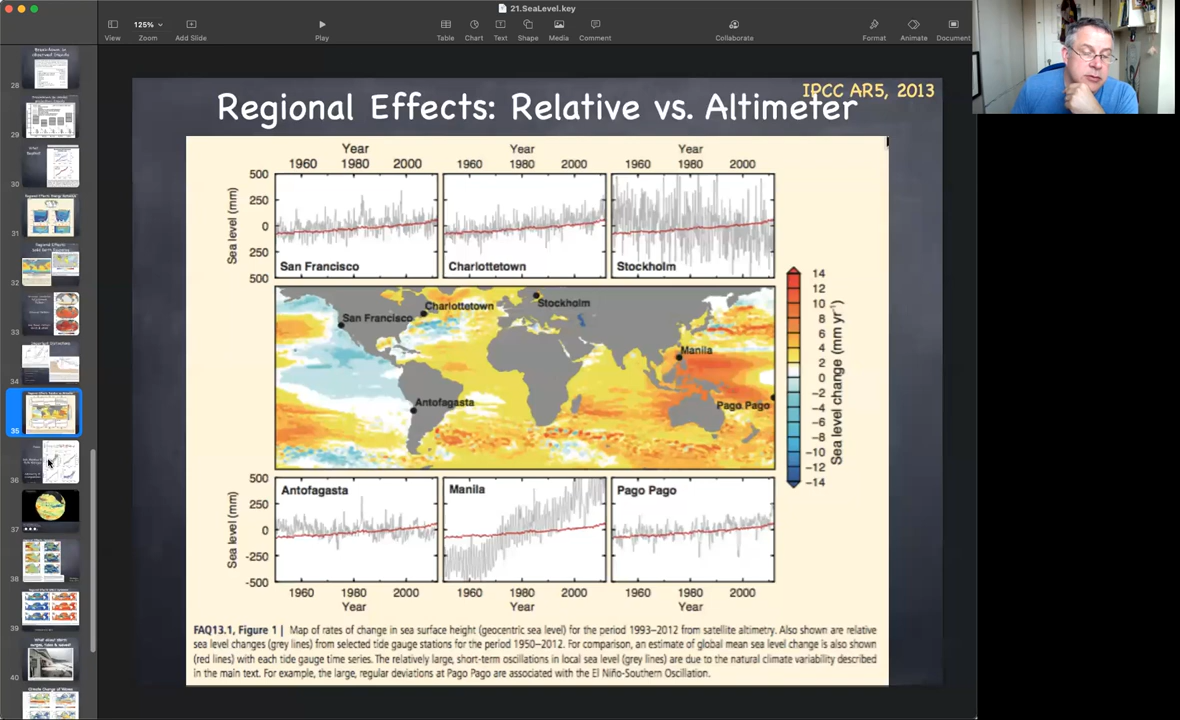 21.SeaLevel.key
125%
View Zoom Add Slide Play Table Chart Text Shape Media Comment Collaborate Format Animate Document
IPCC AR5, 2013
Regional Effects: Relative vs. Altimeter
Year Year Year
1960 1980 2000 1960 1980 2000 1960 1980 2000
Sea level (mm)
500
250
0
250
500
San Francisco Charlottetown Stockholm
San Francisco
Charlottetown
Stockholm
Manila
Antofagasta
Pago Pago
14
12
10
8
6
4
2
0
−2
−4
−6
−8
−10
−12
−14
Sea level change (mm yr⁻¹)
Sea level (mm)
500
250
0
-250
-500
Antofagasta Manila Pago Pago
1960 1980 2000 1960 1980 2000 1960 1980 2000
Year Year Year
FAQ13.1, Figure 1 | Map of rates of change in sea surface height (geocentric sea level) for the period 1993–2012 from satellite altimetry. Also shown are relative
sea level changes (grey lines) from selected tide gauge stations for the period 1950–2012. For comparison, an estimate of global mean sea level change is also shown
(red lines) with each tide gauge time series. The relatively large, short-term oscillations in local sea level (grey lines) are due to the natural climate variability described
in the main text. For example, the large, regular deviations at Pago Pago are associated with the El Niño-Southern Oscillation.
28
29
30
31
32
33
34
35
36
37
38
39
40